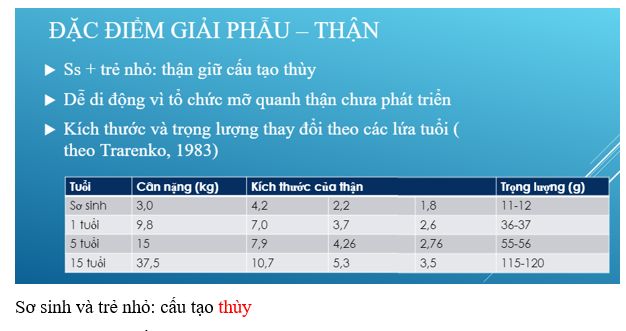 ĐẶC ĐIỂM GIẢI PHẪU – THẬN
Ss + trẻ nhỏ: thận giữ cấu tạo thùy
Dễ di động vì tổ chức mỡ quanh thận chưa phát triển
Kích thước và trọng lượng thay đổi theo các lứa tuổi (
theo Trarenko, 1983)
Tuổi Cân nặng (kg) Kích thước của thận Trọng lượng (g)
Sơ sinh 3,0 4,2 2,2 1,8 11-12
1 tuổi 9,8 7,0 3,7 2,6 36-37
5 tuổi 15 7,9 4,26 2,76 55-56
15 tuổi 37,5 10,7 5,3 3,5 115-120
Sơ sinh và trẻ nhỏ: cấu tạo thùy